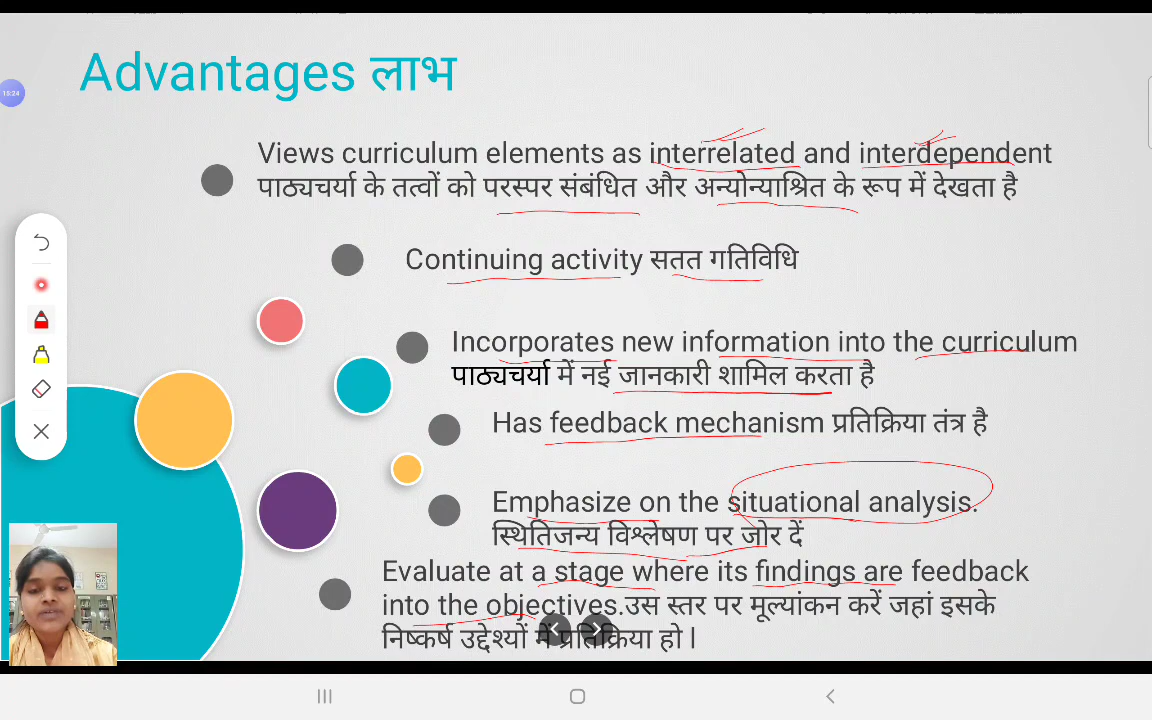 Advantages लाभ
15:24
Views curriculum elements as interrelated and interdependent
पाठ्यचर्या के तत्वों को परस्पर संबंधित और अन्योन्याश्रित के रूप में देखता है
Continuing activity सतत गतिविधि
Incorporates new information into the curriculum
पाठ्यचर्या में नई जानकारी शामिल करता है
Has feedback mechanism प्रतिक्रिया तंत्र है
Emphasize on the situational analysis.
स्थितिजन्य विश्लेषण पर जोर दें
Evaluate at a stage where its findings are feedback
into the objectives.उस स्तर पर मूल्यांकन करें जहां इसके
निष्कर्ष उद्देश्यों में प्रतिक्रिया हो l